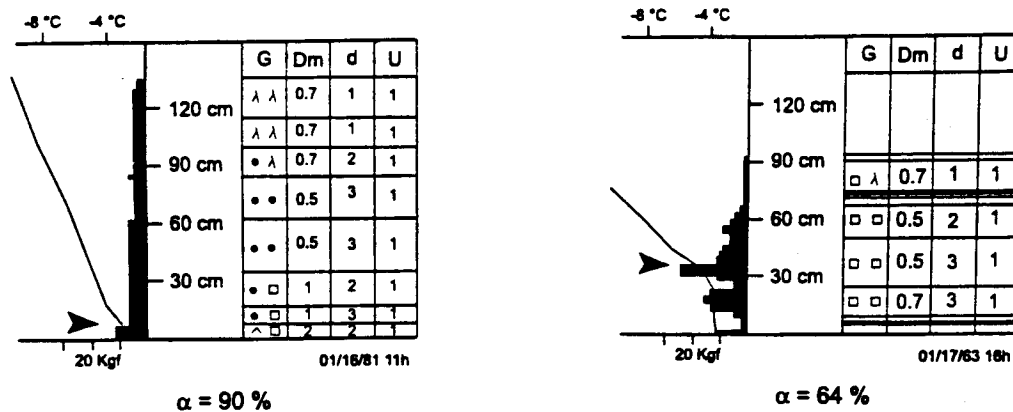 -8 °C -4 °C
G Dm d U
λ λ 0.7 1 1
120 cm
λ λ 0.7 1 1
90 cm
• λ 0.7 2 1
• • 0.5 3 1
60 cm
• • 0.5 3 1
30 cm
• □ 1 2 1
• □ 1 3 1
^ □ 2 2 1
20 Kgf
01/16/81 11h
α = 90 %
-8 °C -4 °C
G Dm d U
120 cm
90 cm
□ λ 0.7 1 1
60 cm
□ □ 0.5 2 1
□ □ 0.5 3 1
30 cm
□ □ 0.7 3 1
20 Kgf
01/17/63 16h
α = 64 %